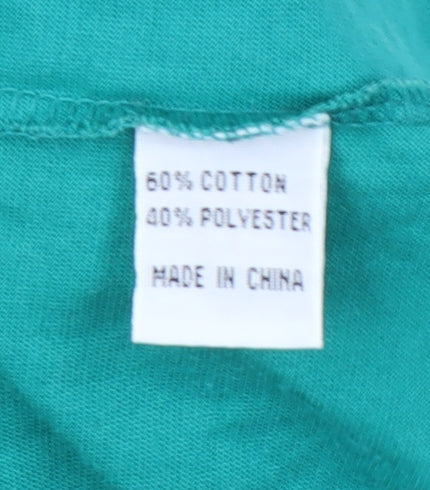 60% COTTON
40% POLYESTER
MADE IN CHINA